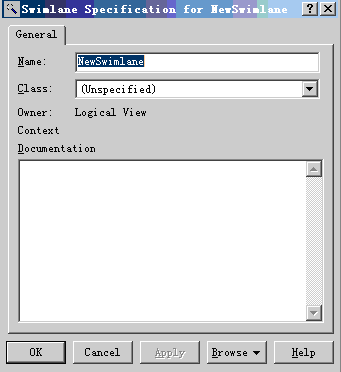 Swimlane Specification for NewSwimlane
General
Name: NewSwimlane
Class: (Unspecified)
Owner: Logical View
Context
Documentation
OK Cancel Apply Browse Help